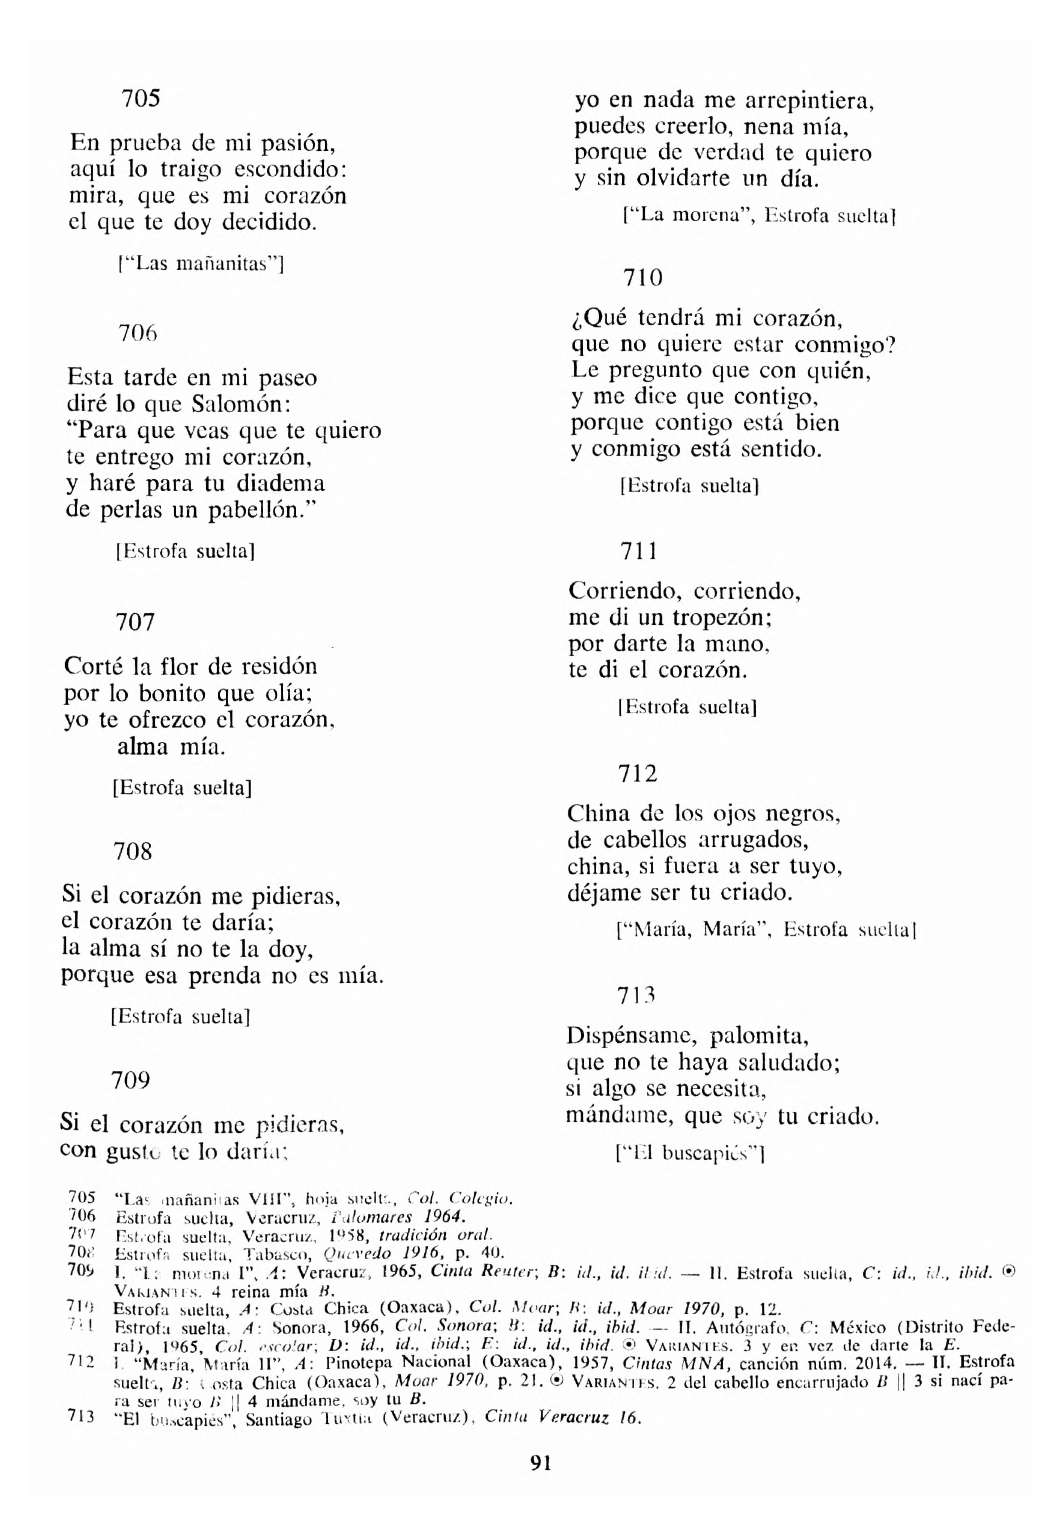 705
En prueba de mi pasión,
aquí lo traigo escondido:
mira, que es mi corazón
el que te doy decidido.
[“Las mañanitas”]
706
Esta tarde en mi paseo
diré lo que Salomón:
“Para que veas que te quiero
te entrego mi corazón,
y haré para tu diadema
de perlas un pabellón.”
[Estrofa suelta]
707
Corté la flor de residón
por lo bonito que olía;
yo te ofrezco el corazón,
alma mía.
[Estrofa suelta]
708
Si el corazón me pidieras,
el corazón te daría;
la alma sí no te la doy,
porque esa prenda no es mía.
[Estrofa suelta]
709
Si el corazón me pidieras,
con gusto te lo daría;
yo en nada me arrepintiera,
puedes creerlo, nena mía,
porque de verdad te quiero
y sin olvidarte un día.
[“La morena”, Estrofa suelta]
710
¿Qué tendrá mi corazón,
que no quiere estar conmigo?
Le pregunto que con quién,
y me dice que contigo,
porque contigo está bien
y conmigo está sentido.
[Estrofa suelta]
711
Corriendo, corriendo,
me di un tropezón;
por darte la mano,
te di el corazón.
[Estrofa suelta]
712
China de los ojos negros,
de cabellos arrugados,
china, si fuera a ser tuyo,
déjame ser tu criado.
[“María, María”, Estrofa suelta]
713
Dispénsame, palomita,
que no te haya saludado;
si algo se necesita,
mándame, que soy tu criado.
[“El buscapiés”]
705 “Las mañanitas VIII”, hoja suelta, Col. Colegio.
706 Estrofa suelta, Veracruz, Palomares 1964.
707 Estrofa suelta, Veracruz, 1958, tradición oral.
708 Estrofa suelta, Tabasco, Quevedo 1916, p. 40.
709 I. “La morena I”, A: Veracruz, 1965, Cinta Reuter; B: id., id. ibid. — II. Estrofa suelta, C: id., id., ibid. ⦿
VARIANTES. 4 reina mía B.
710 Estrofa suelta, A: Costa Chica (Oaxaca), Col. Moar; B: id., Moar 1970, p. 12.
711 Estrofa suelta, A: Sonora, 1966, Col. Sonora; B: id., id., ibid. — II. Autógrafo, C: México (Distrito Fede-
ral), 1965, Col. escolar; D: id., id., ibid.; E: id., id., ibid. ⦿ VARIANTES. 3 y en vez de darte la E.
712 I. “María, María II”, A: Pinotepa Nacional (Oaxaca), 1957, Cintas MNA, canción núm. 2014. — II. Estrofa
suelta, B: Costa Chica (Oaxaca), Moar 1970, p. 21. ⦿ VARIANTES. 2 del cabello encarrujado B || 3 si nací pa-
ra ser tuyo B || 4 mándame, soy tu B.
713 “El buscapiés”, Santiago Tuxtla (Veracruz), Cinta Veracruz 16.
91